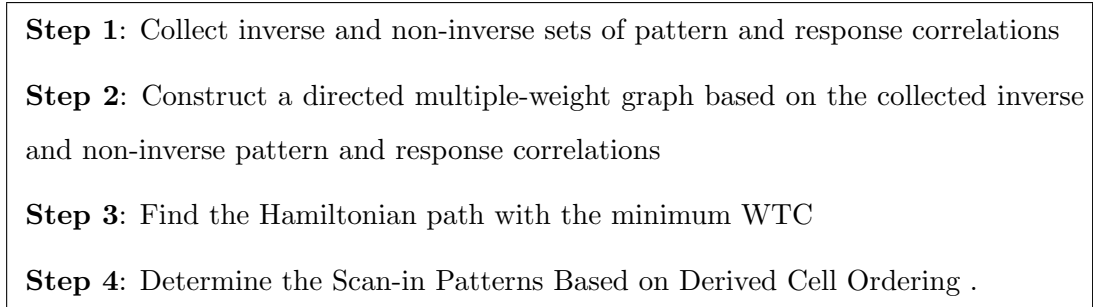 Step 1: Collect inverse and non-inverse sets of pattern and response correlations
Step 2: Construct a directed multiple-weight graph based on the collected inverse
and non-inverse pattern and response correlations
Step 3: Find the Hamiltonian path with the minimum WTC
Step 4: Determine the Scan-in Patterns Based on Derived Cell Ordering .